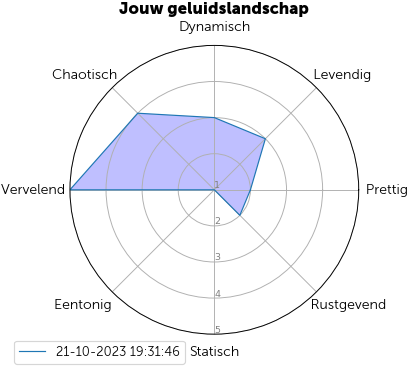 Jouw geluidslandschap
Dynamisch
Chaotisch
Levendig
Vervelend
Prettig
1
2
3
4
5
Eentonig
Rustgevend
21-10-2023 19:31:46
Statisch